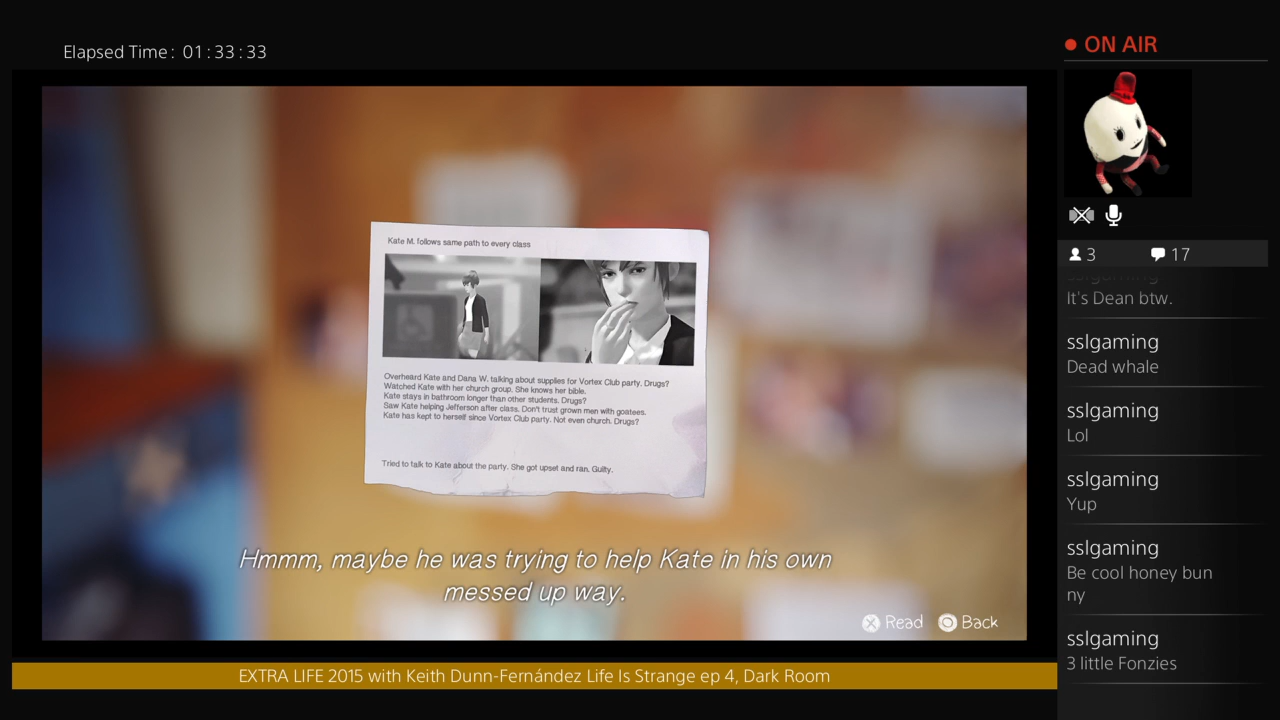 Elapsed Time: 01:33:33
ON AIR
3
17
It's Dean btw.
sslgaming
Dead whale
sslgaming
Lol
sslgaming
Yup
sslgaming
Be cool honey bun
ny
sslgaming
3 little Fonzies
Kate M. follows same path to every class
Overheard Kate and Dana W. talking about supplies for Vortex Club party. Drugs?
Watched Kate with her church group. She knows her bible.
Kate stays in bathroom longer than other students. Drugs?
Saw Kate helping Jefferson after class. Don't trust grown men with goatees.
Kate has kept to herself since Vortex Club party. Not even church. Drugs?
Tried to talk to Kate about the party. She got upset and ran. Guilty.
Hmmm, maybe he was trying to help Kate in his own
messed up way.
Read
Back
EXTRA LIFE 2015 with Keith Dunn-Fernández Life Is Strange ep 4, Dark Room